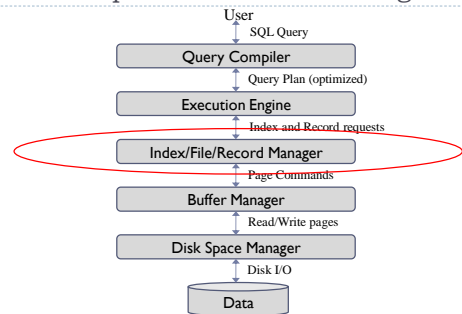 User
SQL Query
Query Compiler
Query Plan (optimized)
Execution Engine
Index and Record requests
Index/File/Record Manager
Page Commands
Buffer Manager
Read/Write pages
Disk Space Manager
Disk I/O
Data